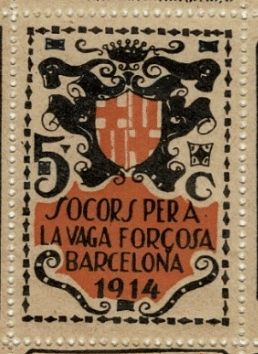 5 C
SOCORS PER A
LA VAGA FORÇOSA
BARCELONA
1914